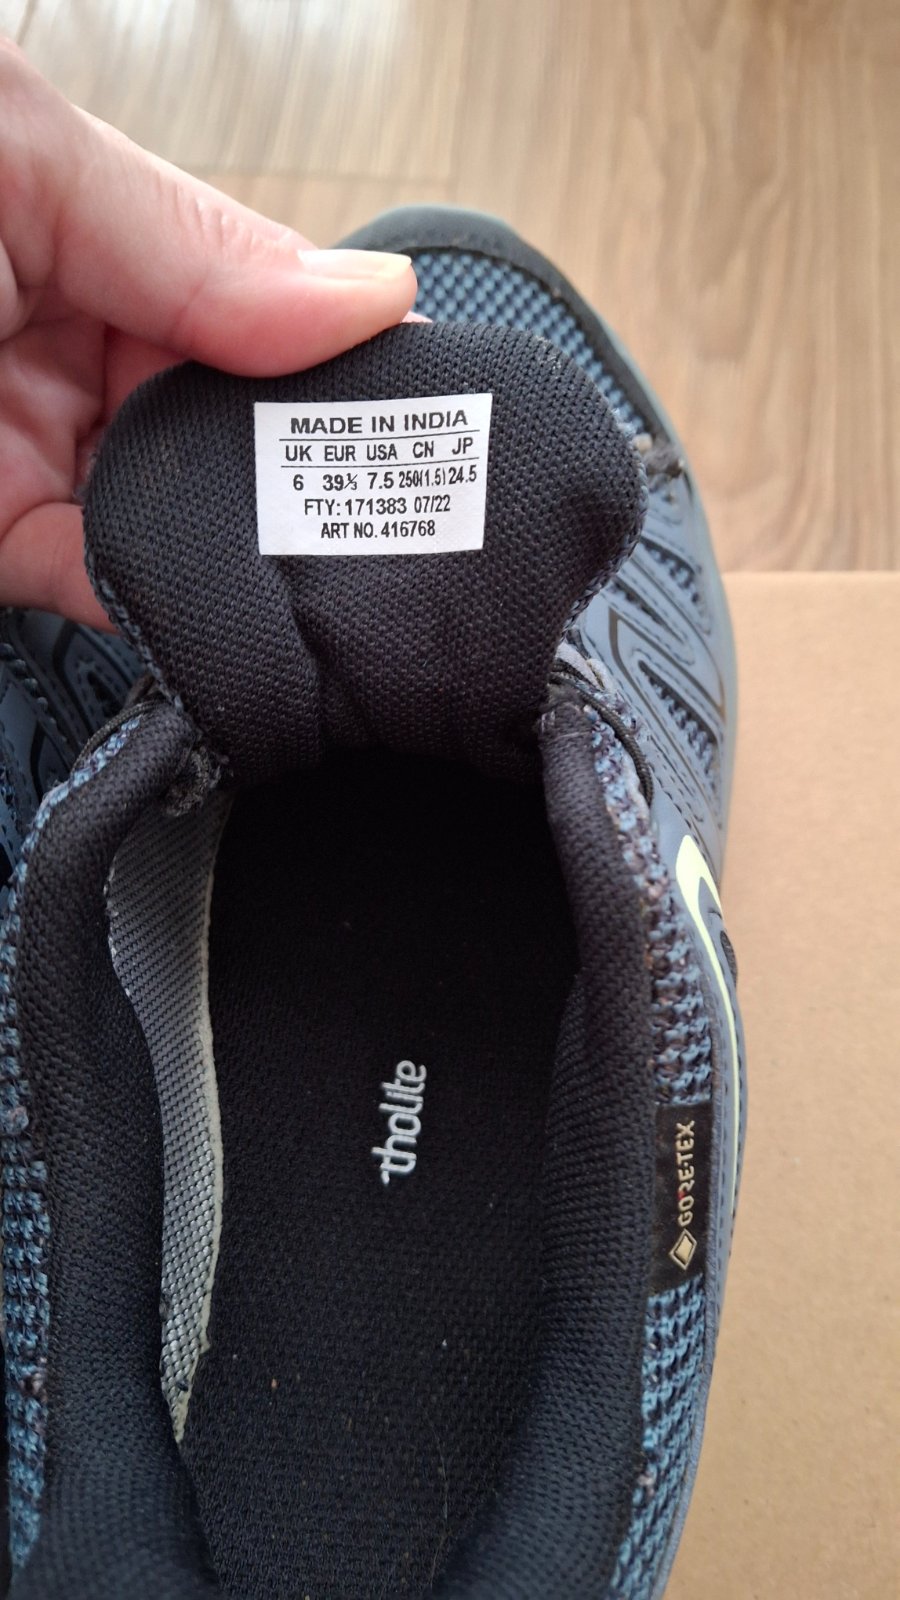 MADE IN INDIA
UK EUR USA CN JP
6 39⅓ 7.5 250(1.5) 24.5
FTY: 171383 07/22
ART NO. 416768
rtholite
GORE-TEX